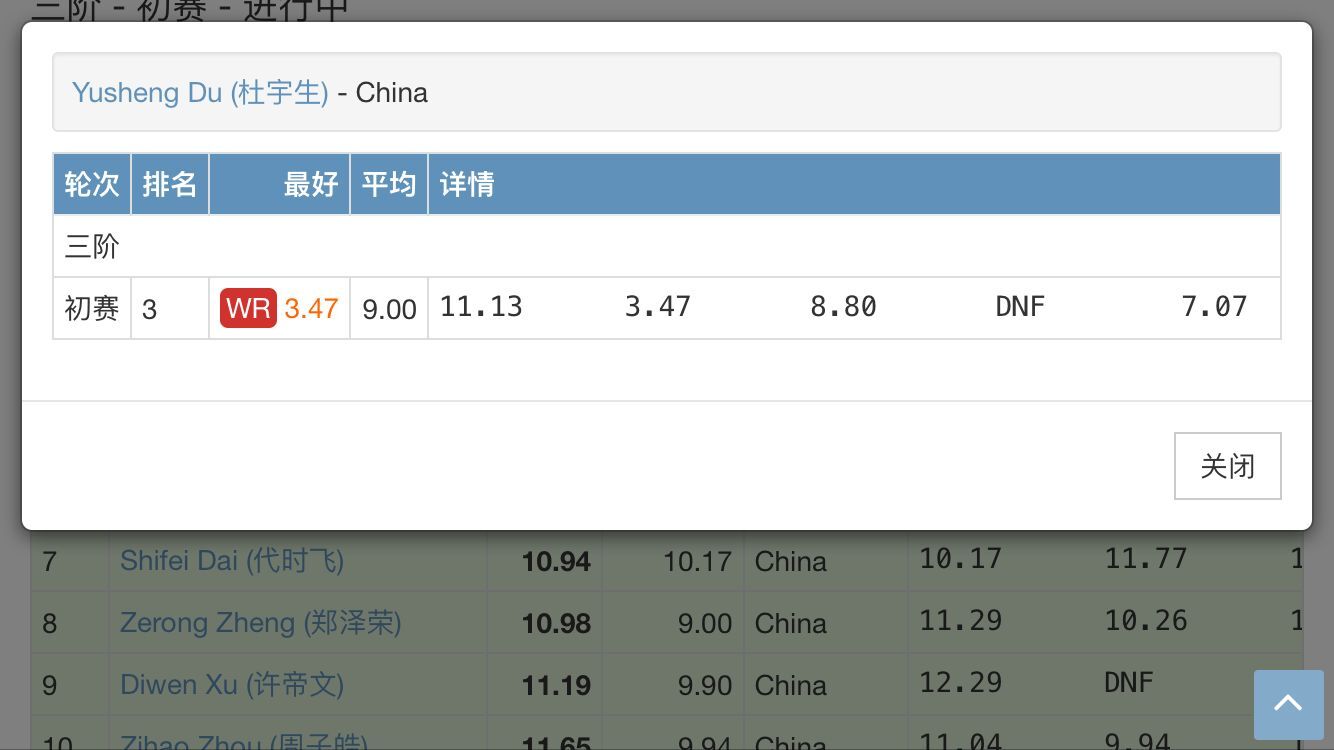 三阶 - 初赛 - 进行中
Yusheng Du (杜宇生) - China
轮次 排名 最好 平均 详情
三阶
初赛 3 WR 3.47 9.00 11.13 3.47 8.80 DNF 7.07
关闭
7 Shifei Dai (代时飞) 10.94 10.17 China 10.17 11.77 1
8 Zerong Zheng (郑泽荣) 10.98 9.00 China 11.29 10.26 1
9 Diwen Xu (许帝文) 11.19 9.90 China 12.29 DNF
10 Zihao Zhou (周子皓) 11.65 9.94 China 11.04 9.94